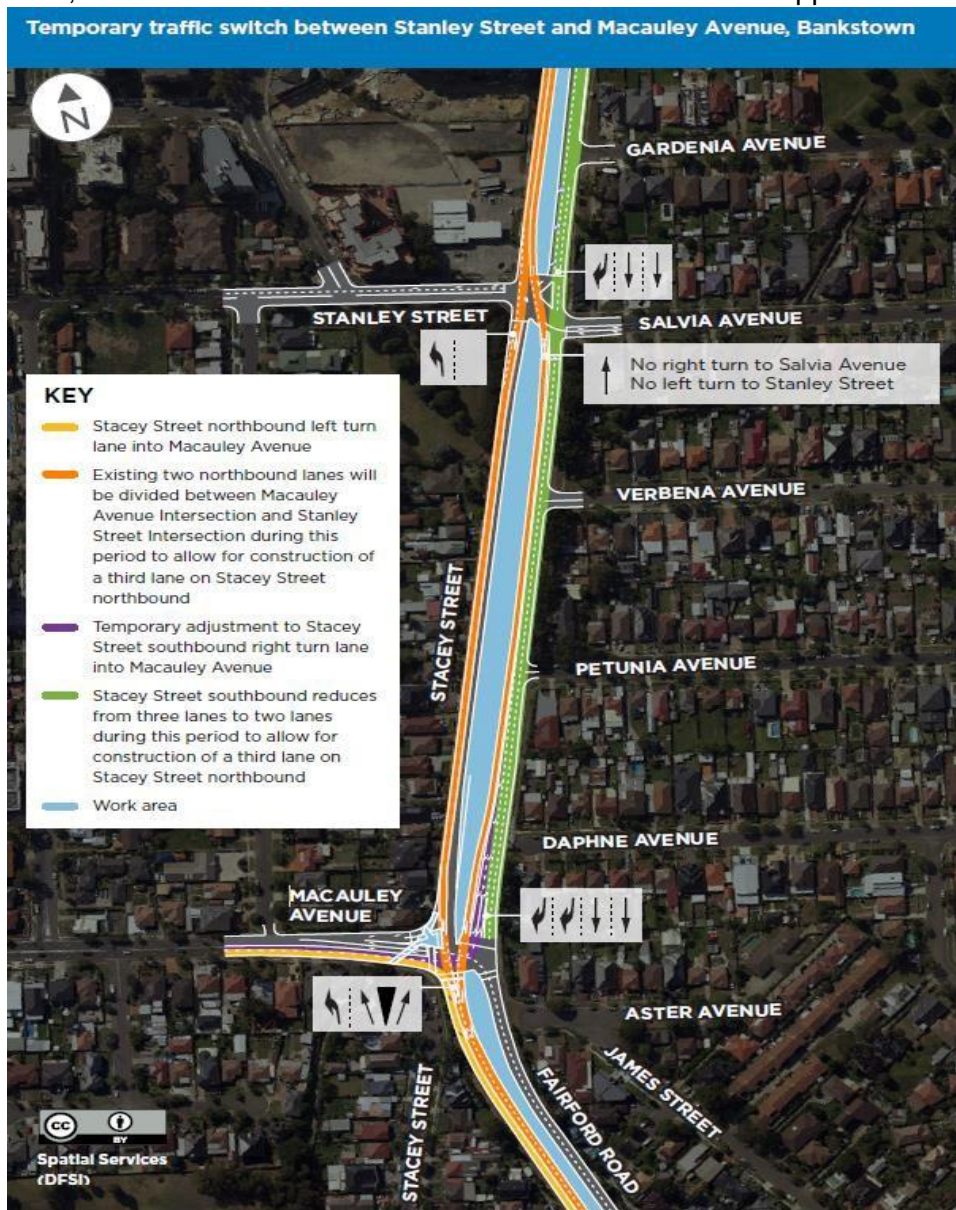 Temporary traffic switch between Stanley Street and Macauley Avenue, Bankstown
N
GARDENIA AVENUE
STANLEY STREET
SALVIA AVENUE
No right turn to Salvia Avenue
No left turn to Stanley Street
KEY
Stacey Street northbound left turn
lane into Macauley Avenue
Existing two northbound lanes will
be divided between Macauley
Avenue Intersection and Stanley
Street Intersection during this
period to allow for construction of
a third lane on Stacey Street
northbound
Temporary adjustment to Stacey
Street southbound right turn lane
into Macauley Avenue
Stacey Street southbound reduces
from three lanes to two lanes
during this period to allow for
construction of a third lane on
Stacey Street northbound
Work area
VERBENA AVENUE
STACEY STREET
PETUNIA AVENUE
DAPHNE AVENUE
MACAULEY
AVENUE
ASTER AVENUE
JAMES STREET
FAIRFORD ROAD
STACEY STREET
cc
BY
Spatial Services
(DFSI)